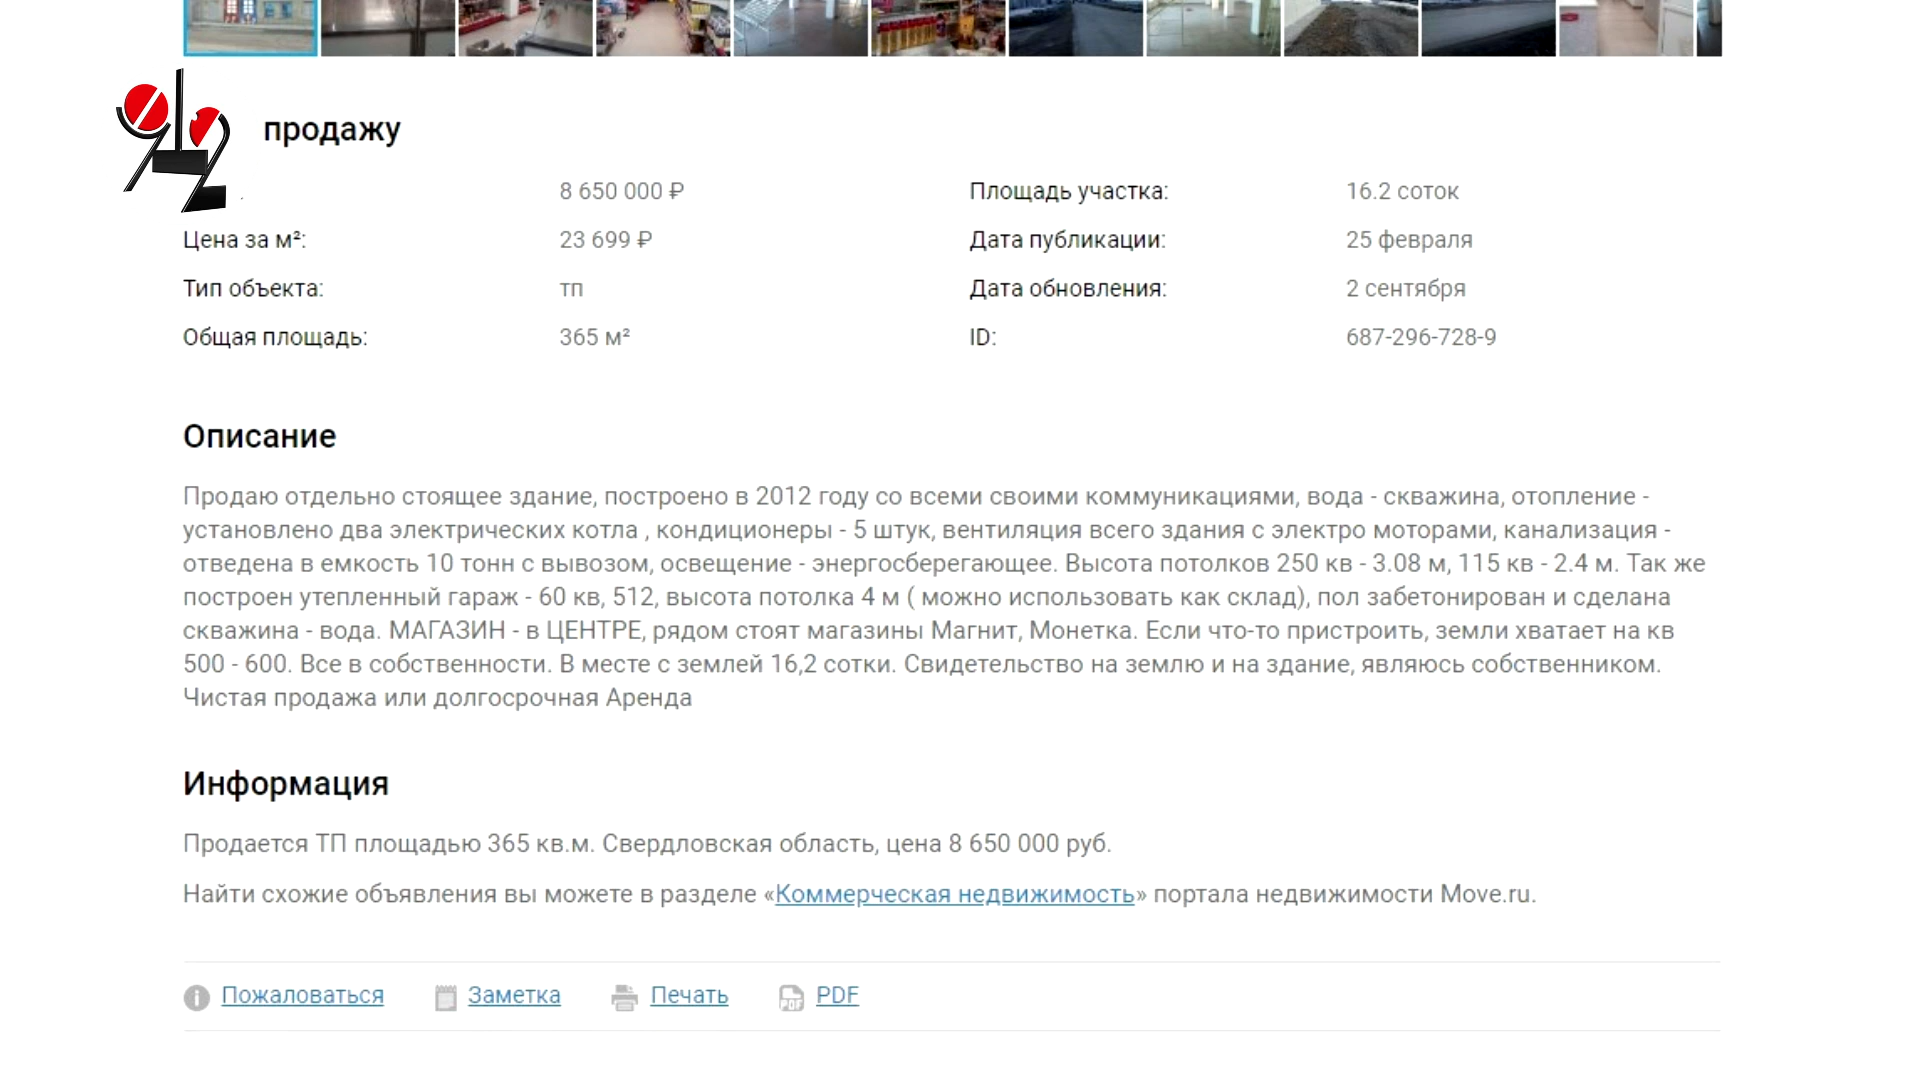 продажу
8 650 000 ₽
Площадь участка:
16.2 соток
Цена за м²:
23 699 ₽
Дата публикации:
25 февраля
Тип объекта:
тп
Дата обновления:
2 сентября
Общая площадь:
365 м²
ID:
687-296-728-9
Описание
Продаю отдельно стоящее здание, построено в 2012 году со всеми своими коммуникациями, вода - скважина, отопление -
установлено два электрических котла , кондиционеры - 5 штук, вентиляция всего здания с электро моторами, канализация -
отведена в емкость 10 тонн с вывозом, освещение - энергосберегающее. Высота потолков 250 кв - 3.08 м, 115 кв - 2.4 м. Так же
построен утепленный гараж - 60 кв, 512, высота потолка 4 м ( можно использовать как склад), пол забетонирован и сделана
скважина - вода. МАГАЗИН - в ЦЕНТРЕ, рядом стоят магазины Магнит, Монетка. Если что-то пристроить, земли хватает на кв
500 - 600. Все в собственности. В месте с землей 16,2 сотки. Свидетельство на землю и на здание, являюсь собственником.
Чистая продажа или долгосрочная Аренда
Информация
Продается ТП площадью 365 кв.м. Свердловская область, цена 8 650 000 руб.
Найти схожие объявления вы можете в разделе «Коммерческая недвижимость» портала недвижимости Move.ru.
Пожаловаться
Заметка
Печать
PDF